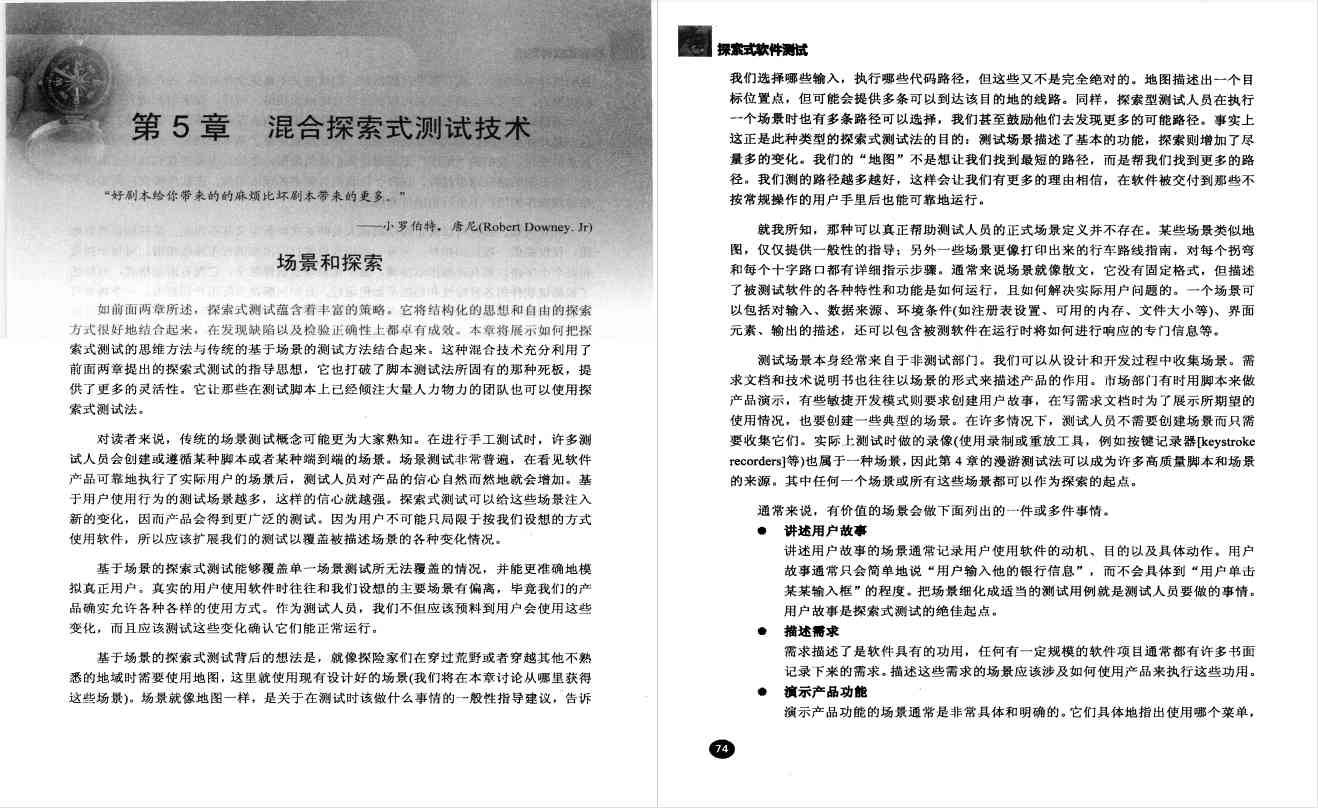 第 5 章 混合探索式测试技术
“好剧本给你带来的的麻烦比坏剧本带来的更多。”
——小罗伯特。唐尼(Robert Downey. Jr)
场景和探索
如前面两章所述，探索式测试蕴含着丰富的策略。它将结构化的思想和自由的探索
方式很好地结合起来，在发现缺陷以及检验正确性上都卓有成效。本章将展示如何把探
索式测试的思维方法与传统的基于场景的测试方法结合起来。这种混合技术充分利用了
前面两章提出的探索式测试的指导思想，它也打破了脚本测试法所固有的那种死板，提
供了更多的灵活性。它让那些在测试脚本上已经倾注大量人力物力的团队也可以使用探
索式测试法。
对读者来说，传统的场景测试概念可能更为大家熟知。在进行手工测试时，许多测
试人员会创建或遵循某种脚本或者某种端到端的场景。场景测试非常普遍，在看见软件
产品可靠地执行了实际用户的场景后，测试人员对产品的信心自然而然地就会增加。基
于用户使用行为的测试场景越多，这样的信心就越强。探索式测试可以给这些场景注入
新的变化，因而产品会得到更广泛的测试。因为用户不可能只局限于按我们设想的方式
使用软件，所以应该扩展我们的测试以覆盖被描述场景的各种变化情况。
基于场景的探索式测试能够覆盖单一场景测试所无法覆盖的情况，并能更准确地模
拟真正用户。真实的用户使用软件时往往和我们设想的主要场景有偏离，毕竟我们的产
品确实允许各种各样的使用方式。作为测试人员，我们不但应该预料到用户会使用这些
变化，而且应该测试这些变化确认它们能正常运行。
基于场景的探索式测试背后的想法是，就像探险家们在穿过荒野或者穿越其他不熟
悉的地域时需要使用地图，这里就使用现有设计好的场景(我们将在本章讨论从哪里获得
这些场景)。场景就像地图一样，是关于在测试时该做什么事情的一般性指导建议，告诉
探索式软件测试
我们选择哪些输入，执行哪些代码路径，但这些又不是完全绝对的。地图描述出一个目
标位置点，但可能会提供多条可以到达该目的地的线路。同样，探索型测试人员在执行
一个场景时也有多条路径可以选择，我们甚至鼓励他们去发现更多的可能路径。事实上
这正是此种类型的探索式测试法的目的：测试场景描述了基本的功能，探索则增加了尽
量多的变化。我们的“地图”不是想让我们找到最短的路径，而是帮我们找到更多的路
径。我们测的路径越多越好，这样会让我们有更多的理由相信，在软件被交付到那些不
按常规操作的用户手里后也能可靠地运行。
就我所知，那种可以真正帮助测试人员的正式场景定义并不存在。某些场景类似地
图，仅仅提供一般性的指导；另外一些场景更像打印出来的行车路线指南，对每个拐弯
和每个十字路口都有详细指示步骤。通常来说场景就像散文，它没有固定格式，但描述
了被测试软件的各种特性和功能是如何运行，且如何解决实际用户问题的。一个场景可
以包括对输入、数据来源、环境条件(如注册表设置、可用的内存、文件大小等)、界面
元素、输出的描述，还可以包含被测软件在运行时将如何进行响应的专门信息等。
测试场景本身经常来自于非测试部门。我们可以从设计和开发过程中收集场景。需
求文档和技术说明书也往往以场景的形式来描述产品的作用。市场部门有时用脚本来做
产品演示，有些敏捷开发模式则要求创建用户故事，在写需求文档时为了展示所期望的
使用情况，也要创建一些典型的场景。在许多情况下，测试人员不需要创建场景而只需
要收集它们。实际上测试时做的录像(使用录制或重放工具，例如按键记录器[keystroke
recorders]等)也属于一种场景，因此第 4 章的漫游测试法可以成为许多高质量脚本和场景
的来源。其中任何一个场景或所有这些场景都可以作为探索的起点。
通常来说，有价值的场景会做下面列出的一件或多件事情。
● 讲述用户故事
讲述用户故事的场景通常记录用户使用软件的动机、目的以及具体动作。用户
故事通常只会简单地说“用户输入他的银行信息”，而不会具体到“用户单击
某某输入框”的程度。把场景细化成适当的测试用例就是测试人员要做的事情。
用户故事是探索式测试的绝佳起点。
● 描述需求
需求描述了是软件具有的功用，任何有一定规模的软件项目通常都有许多书面
记录下来的需求。描述这些需求的场景应该涉及如何使用产品来执行这些功用。
● 演示产品功能
演示产品功能的场景通常是非常具体和明确的。它们具体地指出使用哪个菜单，
74